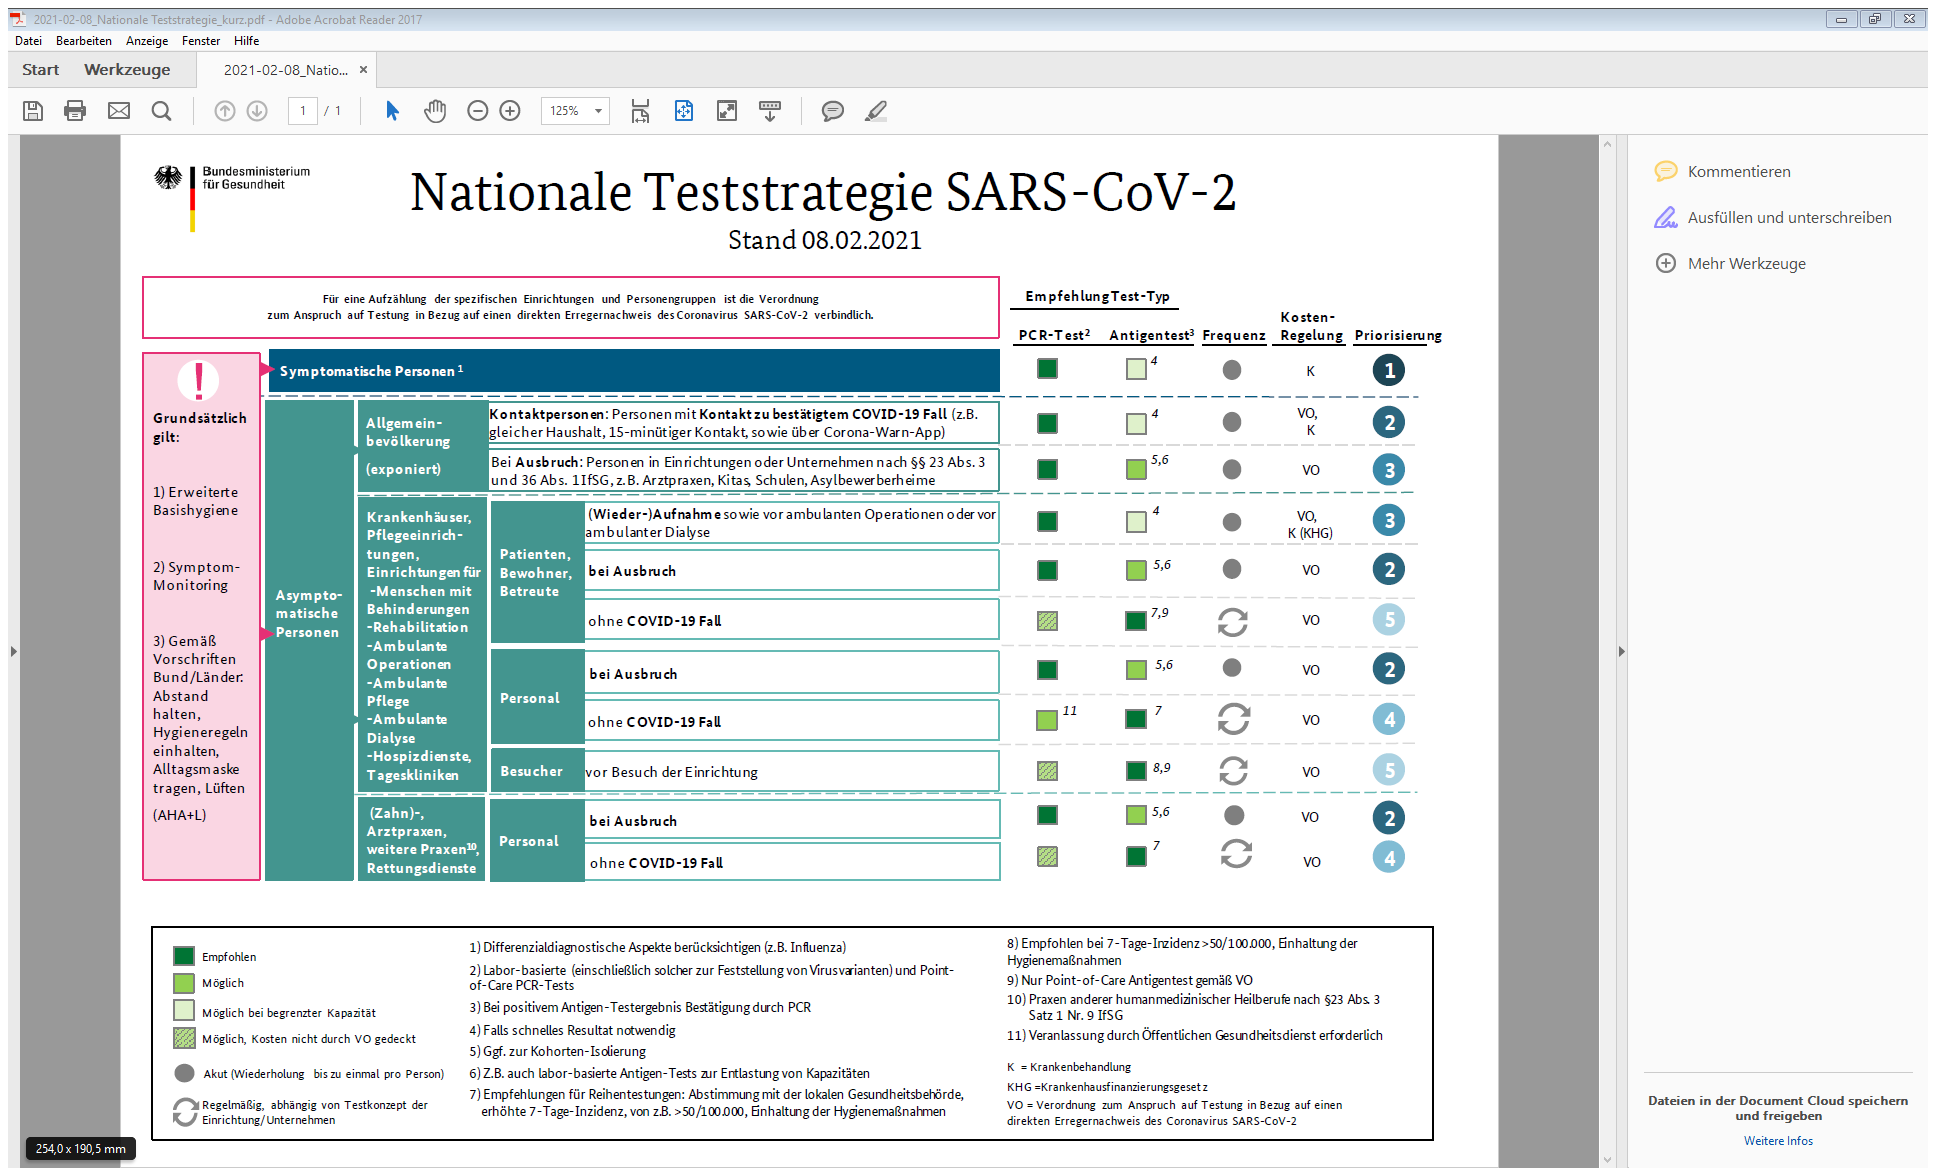 2021-02-08_Nationale Teststrategie_kurz.pdf - Adobe Acrobat Reader 2017
Datei Bearbeiten Anzeige Fenster Hilfe
Start Werkzeuge 2021-02-08_Natio... ×
1 / 1 125%
Kommentieren
Ausfüllen und unterschreiben
Mehr Werkzeuge
Bundesministerium
für Gesundheit
Nationale Teststrategie SARS-CoV-2
Stand 08.02.2021
Für eine Aufzählung der spezifischen Einrichtungen und Personengruppen ist die Verordnung
zum Anspruch auf Testung in Bezug auf einen direkten Erregernachweis des Coronavirus SARS-CoV-2 verbindlich.
Empfehlung Test-Typ
PCR-Test2 Antigentest3 Frequenz Kosten-
Regelung Priorisierung
!
Grundsätzlich
gilt:
1) Erweiterte
Basishygiene
2) Symptom-
Monitoring
3) Gemäß
Vorschriften
Bund/Länder:
Abstand
halten,
Hygieneregeln
einhalten,
Alltagsmaske
tragen, Lüften
(AHA+L)
Symptomatische Personen 1
4 K 1
Asympto-
matische
Personen
Allgemein-
bevölkerung
(exponiert)
Kontaktpersonen: Personen mit Kontakt zu bestätigtem COVID-19 Fall (z.B.
gleicher Haushalt, 15-minütiger Kontakt, sowie über Corona-Warn-App)
4 VO,
K 2
Bei Ausbruch: Personen in Einrichtungen oder Unternehmen nach §§ 23 Abs. 3
und 36 Abs. 1 IfSG, z.B. Arztpraxen, Kitas, Schulen, Asylbewerberheime
5,6 VO 3
Krankenhäuser,
Pflegeeinrich-
tungen,
Einrichtungen für
-Menschen mit
Behinderungen
-Rehabilitation
-Ambulante
Operationen
-Ambulante
Pflege
-Ambulante
Dialyse
-Hospizdienste,
Tageskliniken
Patienten,
Bewohner,
Betreute
(Wieder-)Aufnahme sowie vor ambulanten Operationen oder vor
ambulanter Dialyse
4 VO,
K (KHG) 3
bei Ausbruch 5,6 VO 2
ohne COVID-19 Fall 7,9 VO 5
Personal
bei Ausbruch 5,6 VO 2
ohne COVID-19 Fall 11 7 VO 4
Besucher vor Besuch der Einrichtung 8,9 VO 5
(Zahn)-,
Arztpraxen,
weitere Praxen10,
Rettungsdienste
Personal
bei Ausbruch 5,6 VO 2
ohne COVID-19 Fall 7 VO 4
Empfohlen
Möglich
Möglich bei begrenzter Kapazität
Möglich, Kosten nicht durch VO gedeckt
Akut (Wiederholung bis zu einmal pro Person)
Regelmäßig, abhängig von Testkonzept der
Einrichtung/Unternehmen
1) Differenzialdiagnostische Aspekte berücksichtigen (z.B. Influenza)
2) Labor-basierte (einschließlich solcher zur Feststellung von Virusvarianten) und Point-
of-Care PCR-Tests
3) Bei positivem Antigen-Testergebnis Bestätigung durch PCR
4) Falls schnelles Resultat notwendig
5) Ggf. zur Kohorten-Isolierung
6) Z.B. auch labor-basierte Antigen-Tests zur Entlastung von Kapazitäten
7) Empfehlungen für Reihentestungen: Abstimmung mit der lokalen Gesundheitsbehörde,
erhöhte 7-Tage-Inzidenz, von z.B. >50/100.000, Einhaltung der Hygienemaßnahmen
8) Empfohlen bei 7-Tage-Inzidenz >50/100.000, Einhaltung der
Hygienemaßnahmen
9) Nur Point-of-Care Antigentest gemäß VO
10) Praxen anderer humanmedizinischer Heilberufe nach §23 Abs. 3
Satz 1 Nr. 9 IfSG
11) Veranlassung durch Öffentlichen Gesundheitsdienst erforderlich
K = Krankenbehandlung
KHG =Krankenhausfinanzierungsgesetz
VO = Verordnung zum Anspruch auf Testung in Bezug auf einen
direkten Erregernachweis des Coronavirus SARS-CoV-2
254,0 x 190,5 mm
Dateien in der Document Cloud speichern
und freigeben
Weitere Infos